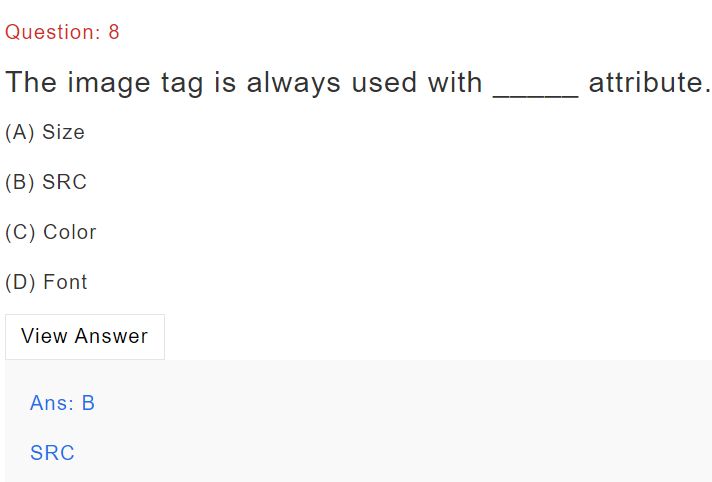 Question: 8
The image tag is always used with _____ attribute.
(A) Size
(B) SRC
(C) Color
(D) Font
View Answer
Ans: B
SRC